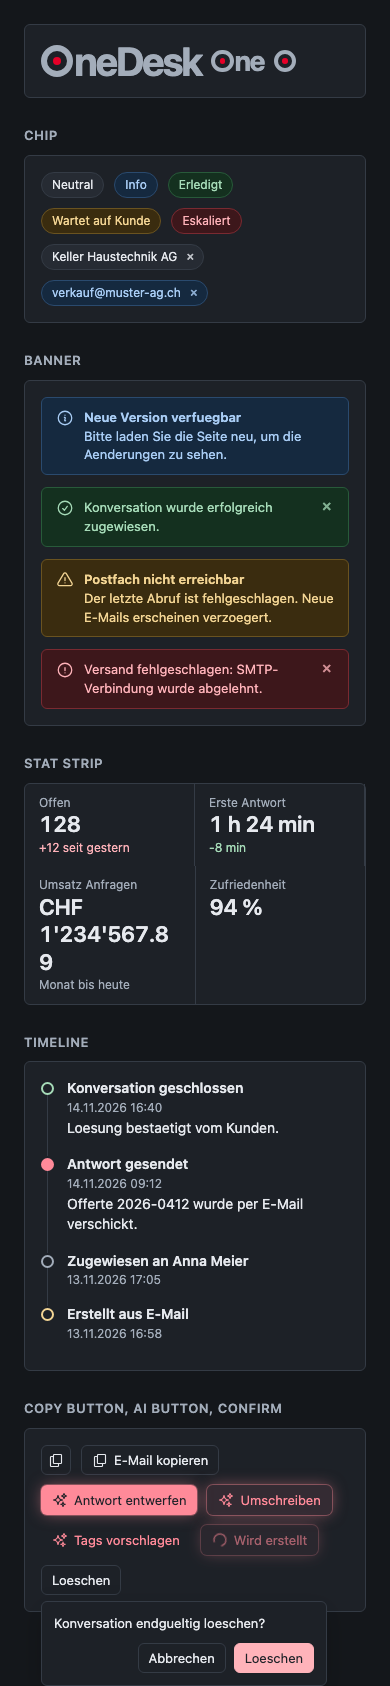 OneDesk One
CHIP
Neutral Info Erledigt
Wartet auf Kunde Eskaliert
Keller Haustechnik AG ×
verkauf@muster-ag.ch ×
BANNER
Neue Version verfuegbar
Bitte laden Sie die Seite neu, um die
Aenderungen zu sehen.
Konversation wurde erfolgreich ×
zugewiesen.
Postfach nicht erreichbar
Der letzte Abruf ist fehlgeschlagen. Neue
E-Mails erscheinen verzoegert.
Versand fehlgeschlagen: SMTP- ×
Verbindung wurde abgelehnt.
STAT STRIP
Offen
128
+12 seit gestern
Erste Antwort
1 h 24 min
-8 min
Umsatz Anfragen
CHF
1'234'567.8
9
Monat bis heute
Zufriedenheit
94 %
TIMELINE
Konversation geschlossen
14.11.2026 16:40
Loesung bestaetigt vom Kunden.
Antwort gesendet
14.11.2026 09:12
Offerte 2026-0412 wurde per E-Mail
verschickt.
Zugewiesen an Anna Meier
13.11.2026 17:05
Erstellt aus E-Mail
13.11.2026 16:58
COPY BUTTON, AI BUTTON, CONFIRM
E-Mail kopieren
Antwort entwerfen Umschreiben
Tags vorschlagen Wird erstellt
Loeschen
Konversation endgueltig loeschen?
Abbrechen Loeschen